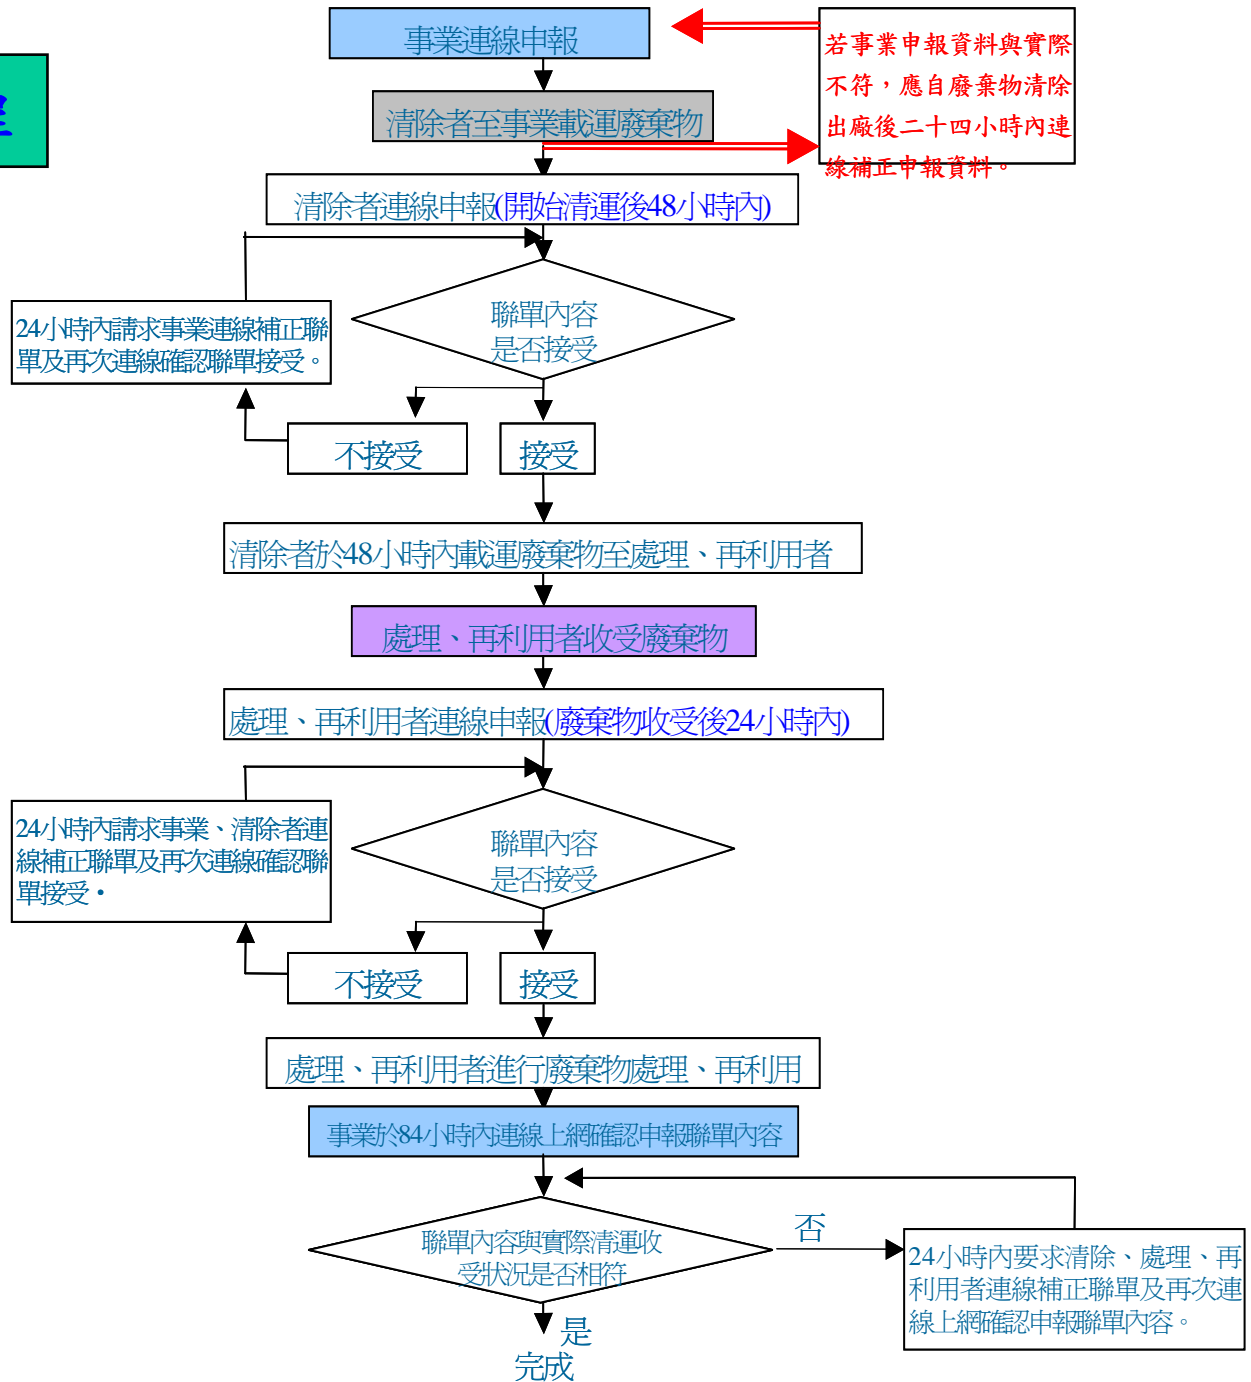 事業連線申報
若事業申報資料與實際
不符，應自廢棄物清除
出廠後二十四小時內連
線補正申報資料。
清除者至事業載運廢棄物
清除者連線申報(開始清運後48小時內)
聯單內容
是否接受
24小時內請求事業連線補正聯
單及再次連線確認聯單接受。
不接受
接受
清除者於48小時內載運廢棄物至處理、再利用者
處理、再利用者收受廢棄物
處理、再利用者連線申報(廢棄物收受後24小時內)
聯單內容
是否接受
24小時內請求事業、清除者連
線補正聯單及再次連線確認聯
單接受・
不接受
接受
處理、再利用者進行廢棄物處理、再利用
事業於84小時內連線上網確認申報聯單內容
聯單內容與實際清運收
受狀況是否相符
否
24小時內要求清除、處理、再
利用者連線補正聯單及再次連
線上網確認申報聯單內容。
是
完成